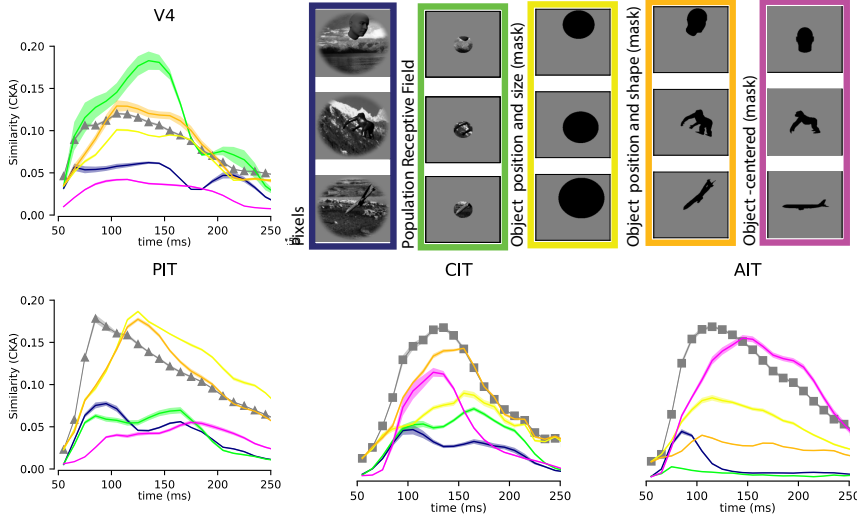 V4
0.20
0.15
0.10
0.05
0.00
Similarity (CKA)
50
100
150
200
250
time (ms)
Pixels
Population Receptive Field
Object position and size (mask)
Object position and shape (mask)
Object -centered (mask)
PIT
0.20
0.15
0.10
0.05
0.00
Similarity (CKA)
50
100
150
200
250
time (ms)
CIT
50
100
150
200
250
time (ms)
AIT
50
100
150
200
250
time (ms)